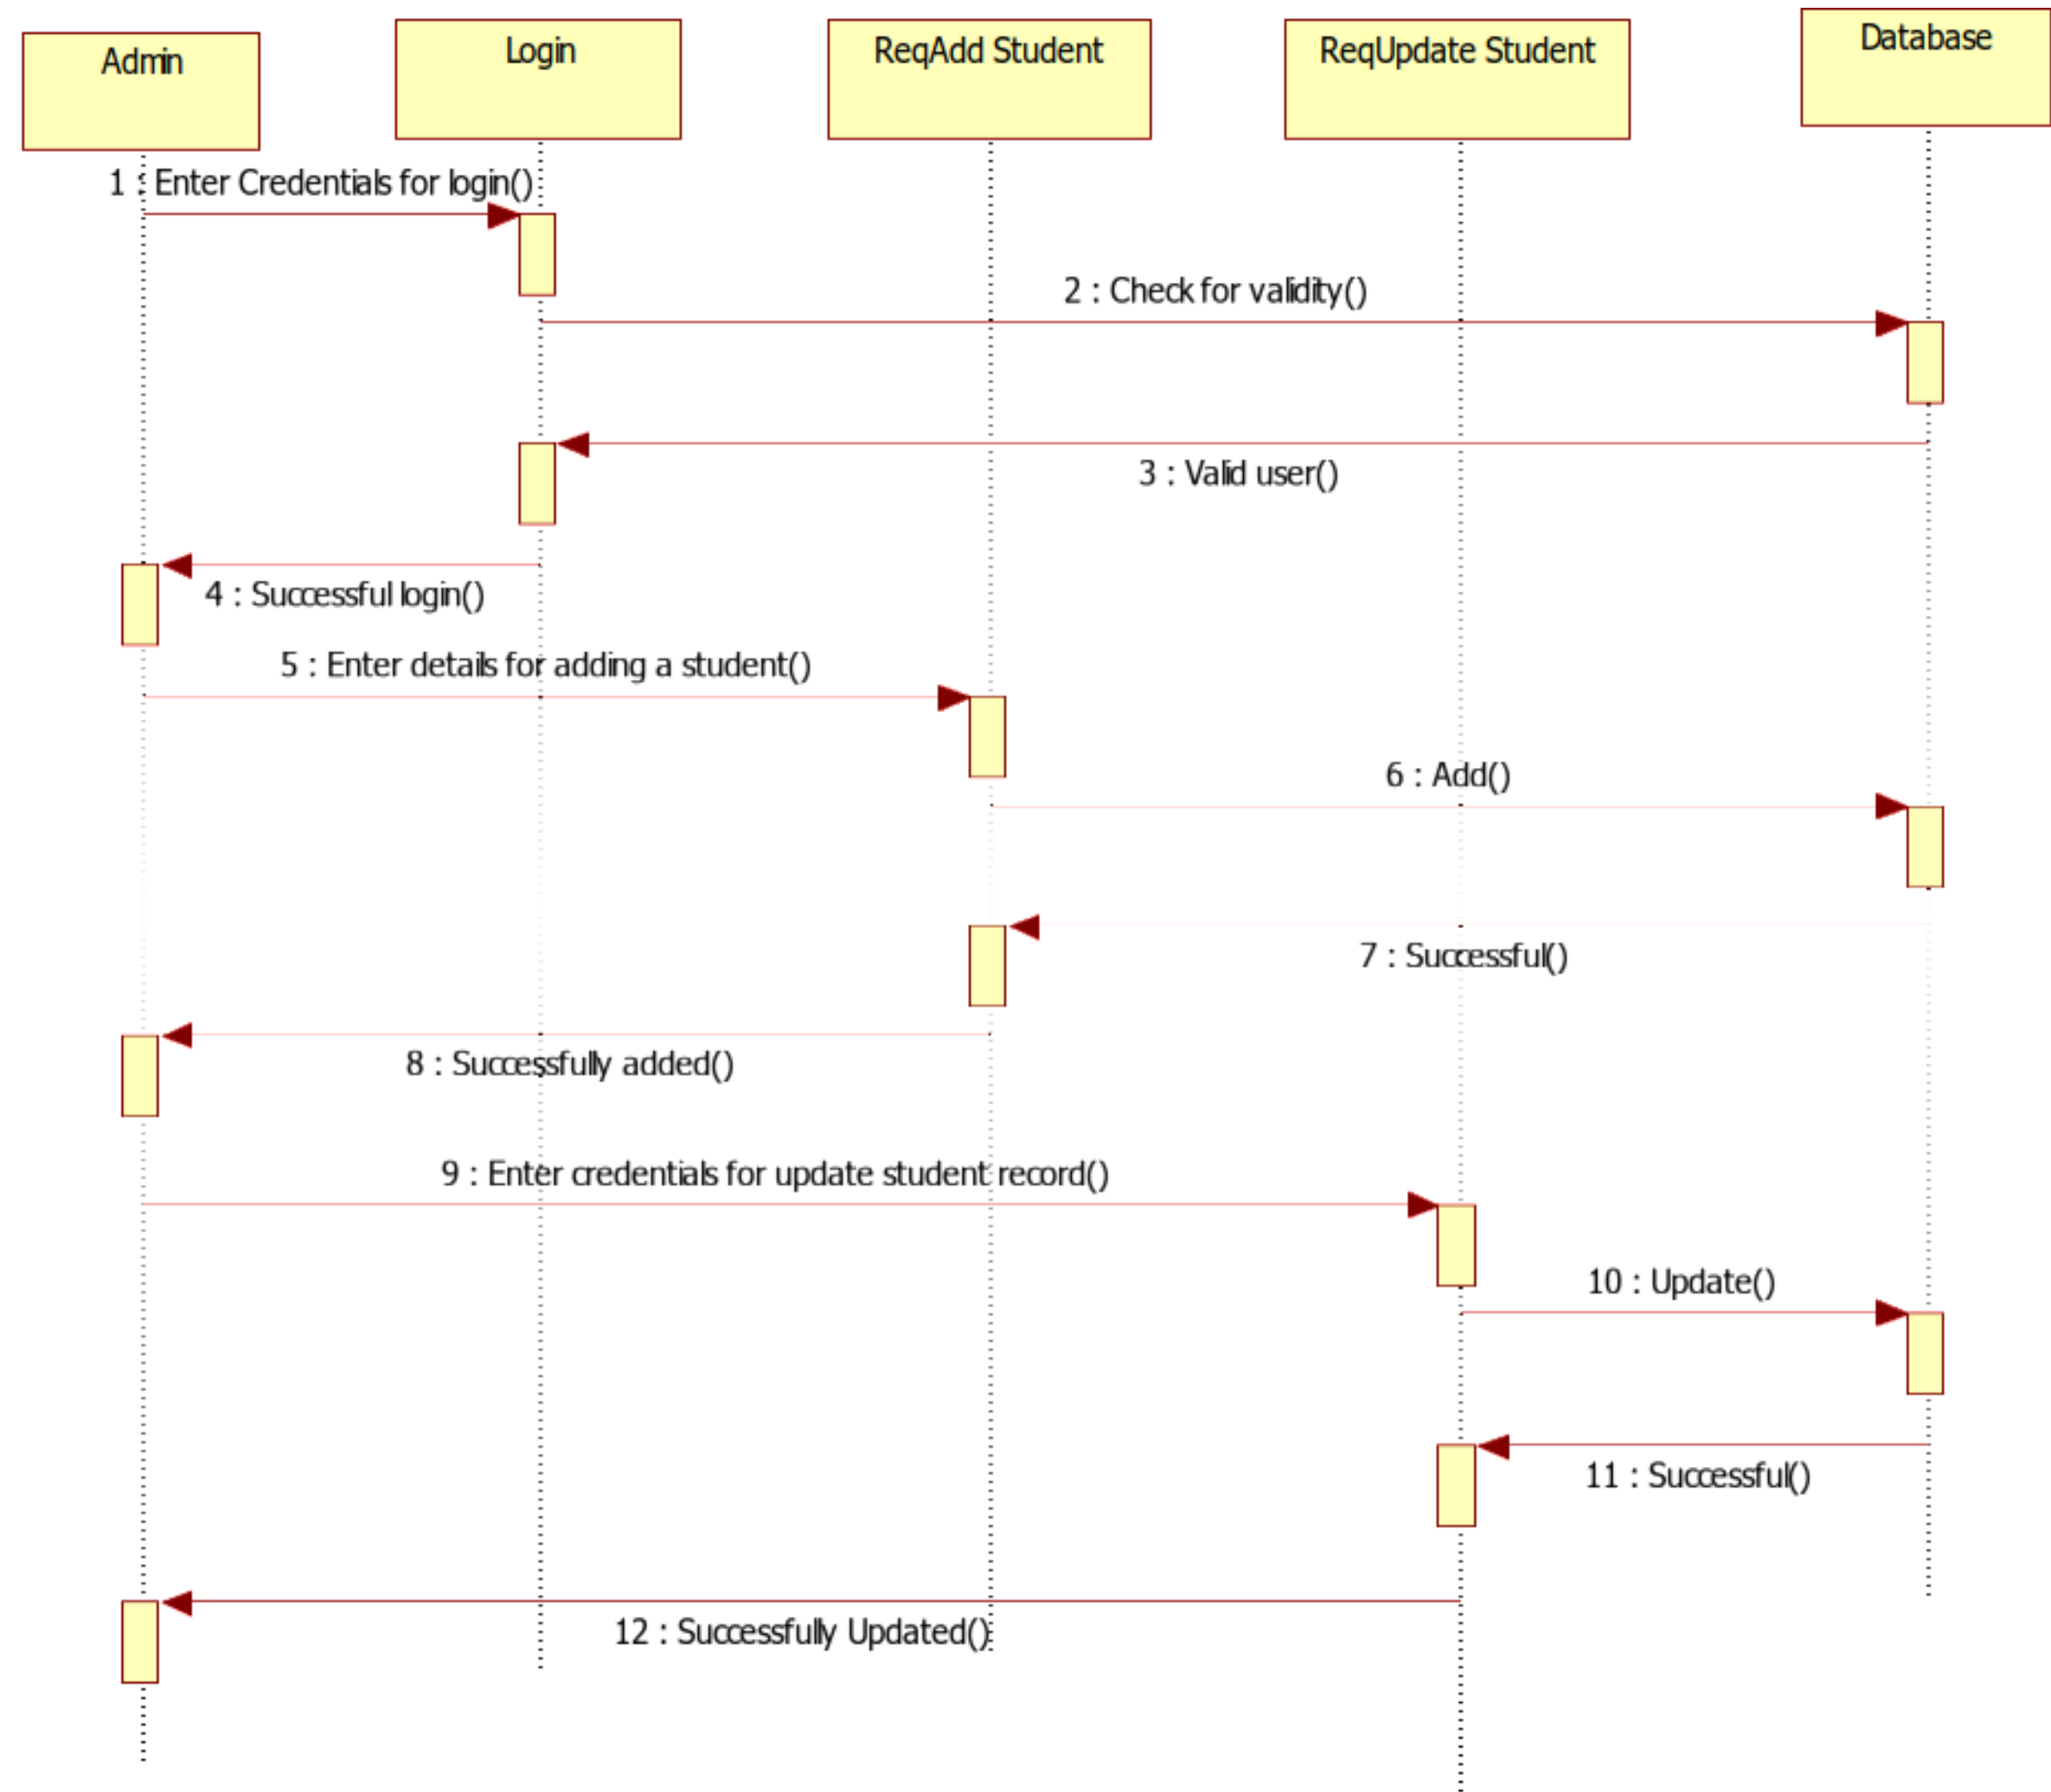 Admin
Login
ReqAdd Student
ReqUpdate Student
Database
1 : Enter Credentials for login()
2 : Check for validity()
3 : Valid user()
4 : Successful login()
5 : Enter details for adding a student()
6 : Add()
7 : Successful()
8 : Successfully added()
9 : Enter credentials for update student record()
10 : Update()
11 : Successful()
12 : Successfully Updated()